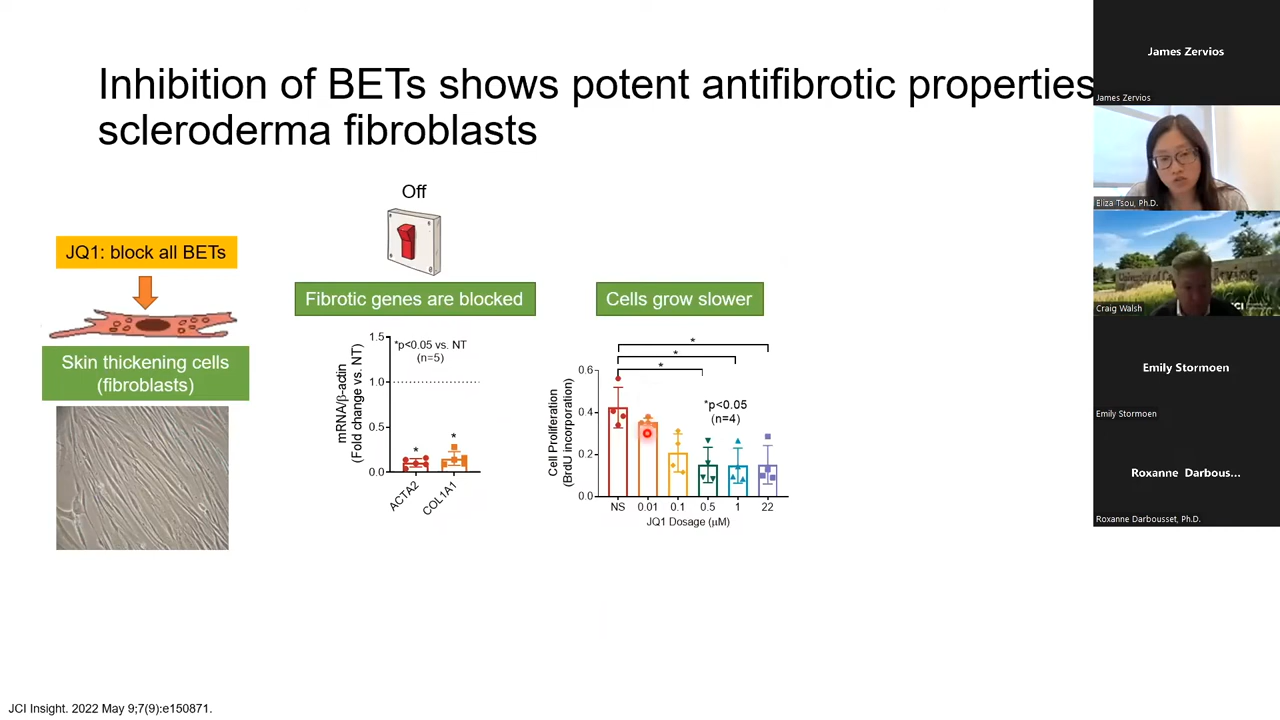 Inhibition of BETs shows potent antifibrotic properties
scleroderma fibroblasts
Off
JQ1: block all BETs
Fibrotic genes are blocked
Cells grow slower
Skin thickening cells
(fibroblasts)
mRNA/β-actin
(Fold change vs. NT)
1.5
1.0
0.5
0.0
*p<0.05 vs. NT
(n=5)
*
*
ACTA2
COL1A1
Cell Proliferation
(BrdU incorporation)
0.6
0.4
0.2
0.0
*
*
*
*p<0.05
(n=4)
NS 0.01 0.1 0.5 1 22
JQ1 Dosage (μM)
JCI Insight. 2022 May 9;7(9):e150871.
James Zervios
James Zervios
Eliza Tsou, Ph.D.
Craig Walsh
Emily Stormoen
Emily Stormoen
Roxanne Darbous...
Roxanne Darbousset, Ph.D.